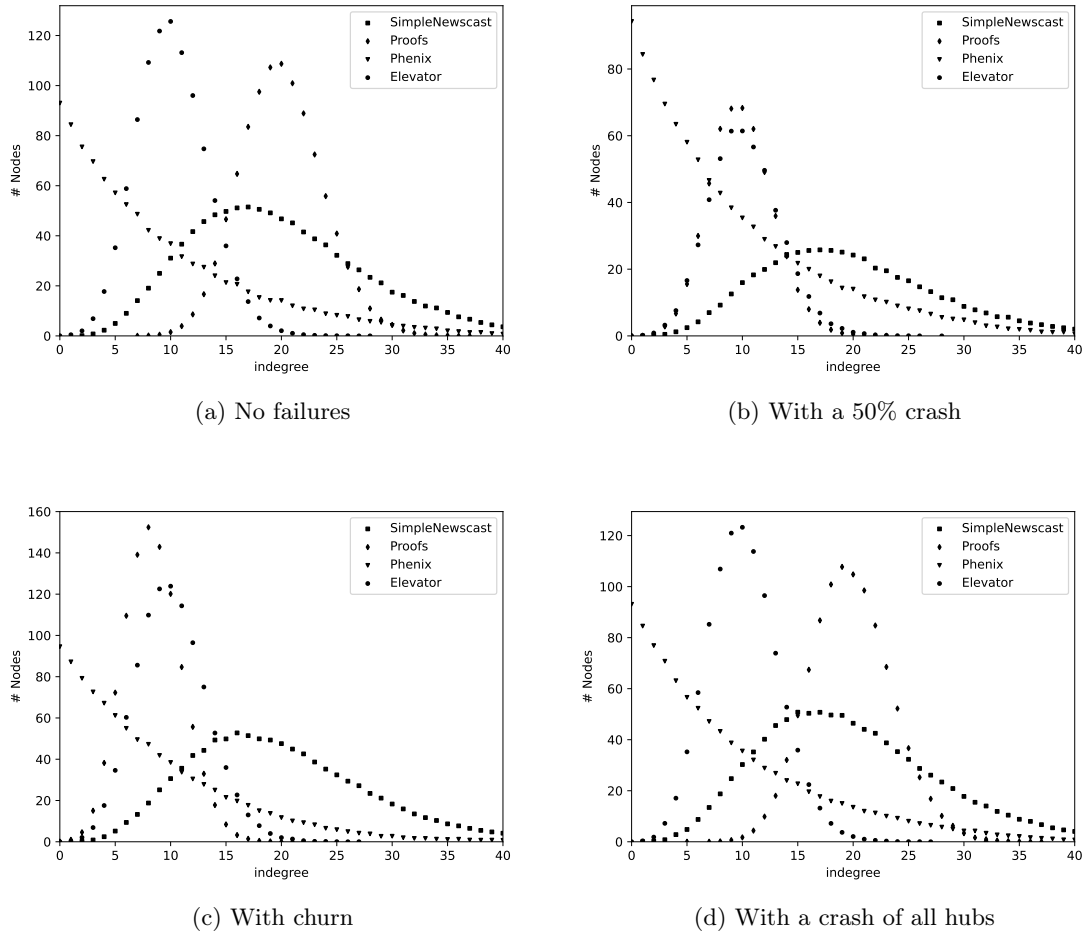 120
100
80
60
40
20
0
# Nodes
0 5 10 15 20 25 30 35 40
indegree
SimpleNewscast
Proofs
Phenix
Elevator
(a) No failures
80
60
40
20
0
# Nodes
0 5 10 15 20 25 30 35 40
indegree
SimpleNewscast
Proofs
Phenix
Elevator
(b) With a 50% crash
160
140
120
100
80
60
40
20
0
# Nodes
0 5 10 15 20 25 30 35 40
indegree
SimpleNewscast
Proofs
Phenix
Elevator
(c) With churn
120
100
80
60
40
20
0
# Nodes
0 5 10 15 20 25 30 35 40
indegree
SimpleNewscast
Proofs
Phenix
Elevator
(d) With a crash of all hubs